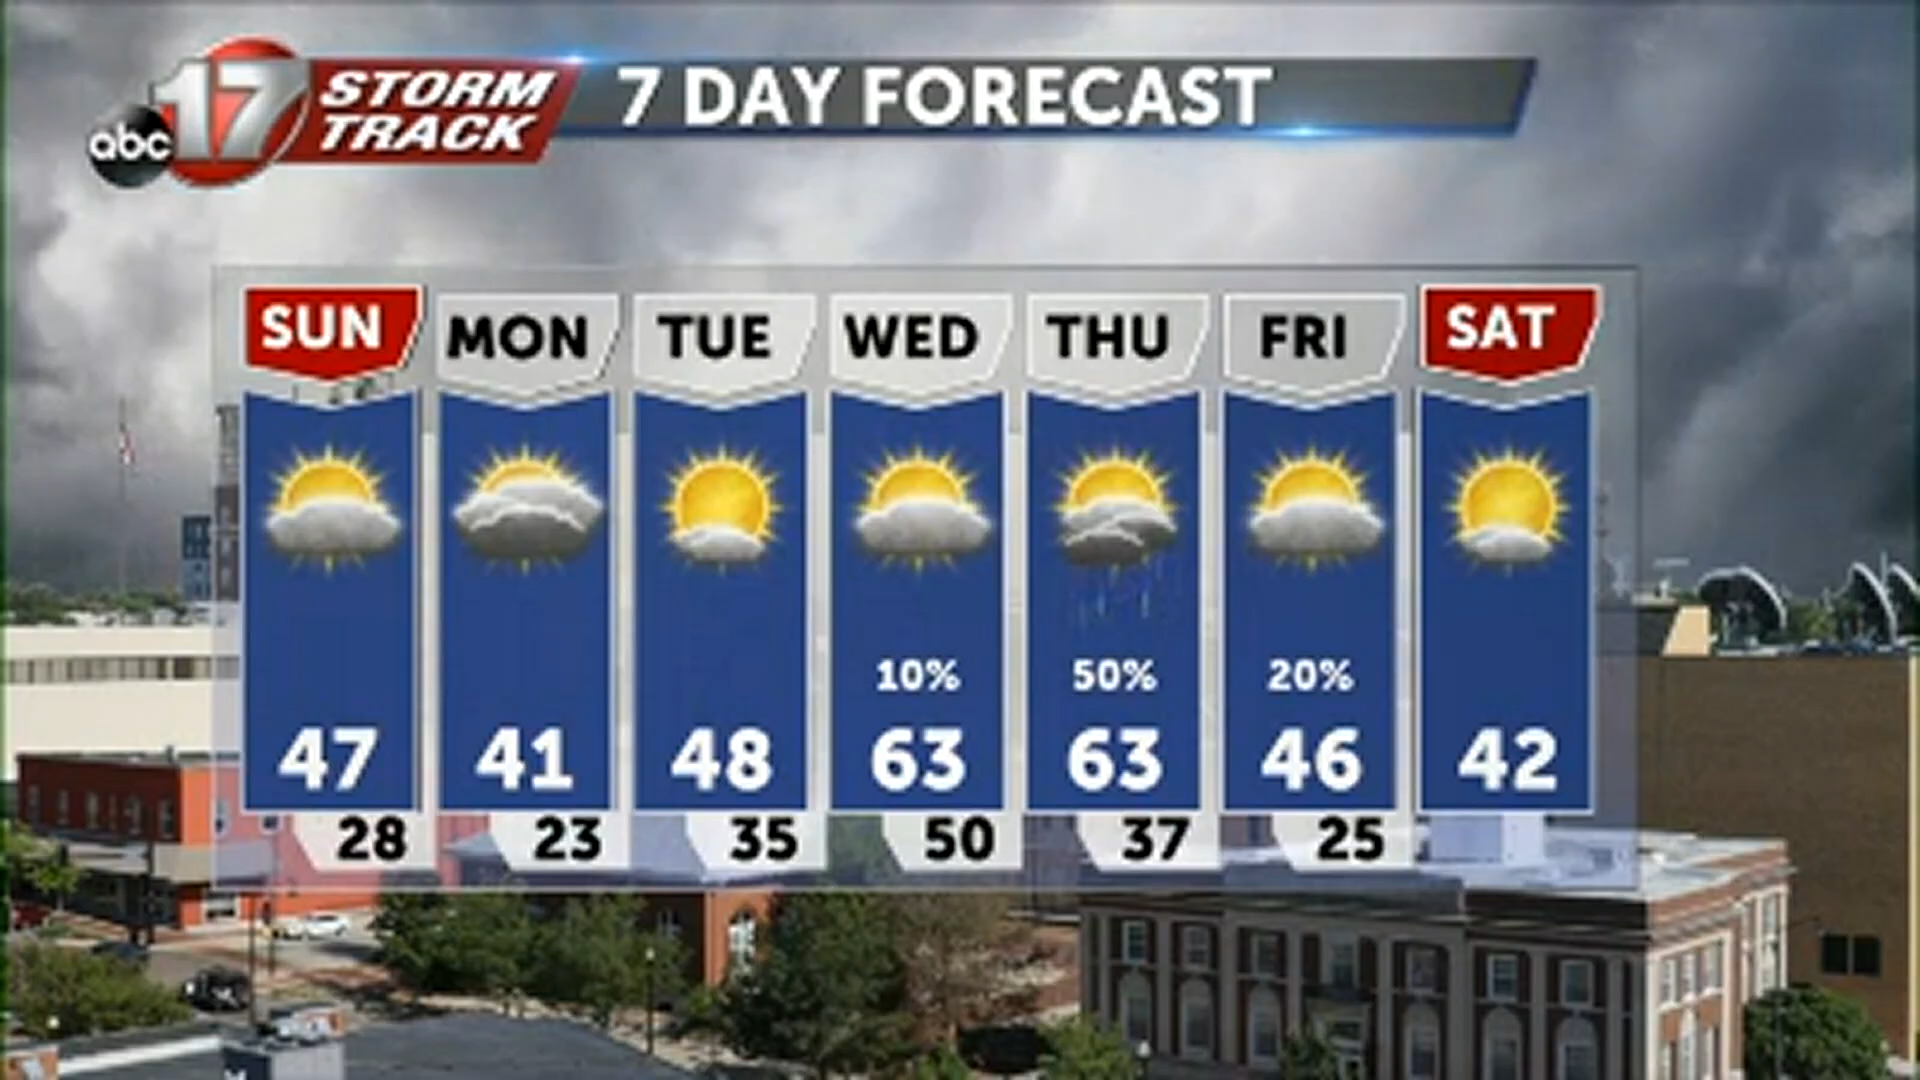 abc 17 STORM TRACK
7 DAY FORECAST
SUN MON TUE WED THU FRI SAT
10% 50% 20%
47 41 48 63 63 46 42
28 23 35 50 37 25